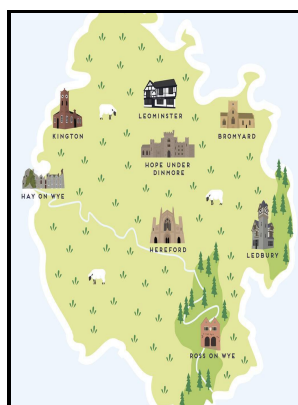 LEOMINSTER
KINGTON
BROMYARD
HOPE UNDER
DINMORE
HAY ON WYE
HEREFORD
LEDBURY
ROSS ON WYE